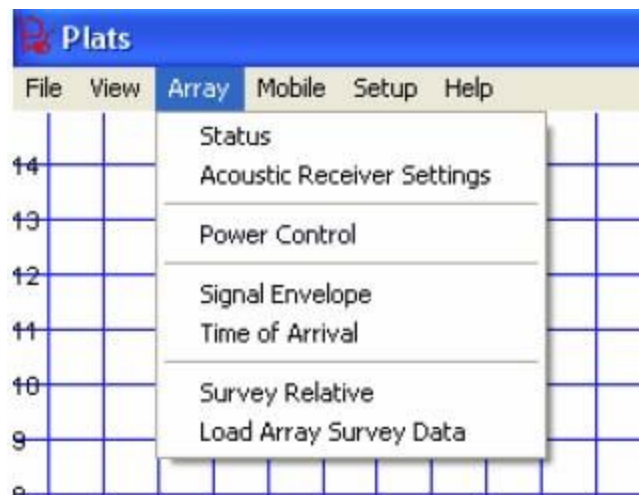 Plats
File View Array Mobile Setup Help
Status
14
Acoustic Receiver Settings
13
Power Control
12
Signal Envelope
11
Time of Arrival
10
Survey Relative
9
Load Array Survey Data